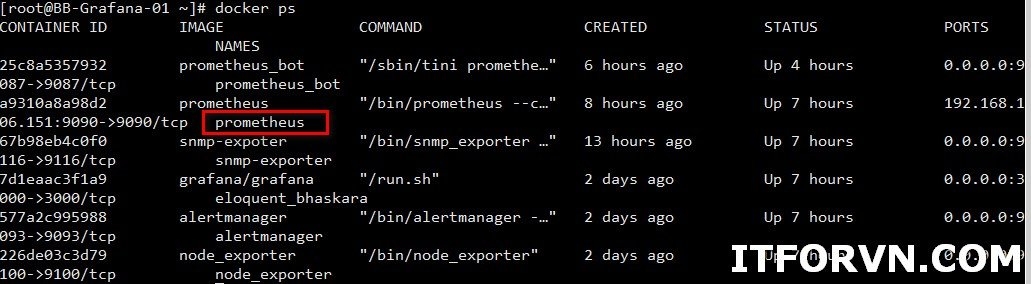 [root@BB-Grafana-01 ~]# docker ps
CONTAINER ID IMAGE COMMAND CREATED STATUS PORTS
NAMES
25c8a5357932 prometheus_bot "/sbin/tini promethe…" 6 hours ago Up 4 hours 0.0.0.0:9
087->9087/tcp prometheus_bot
a9310a8a98d2 prometheus "/bin/prometheus --c…" 8 hours ago Up 7 hours 192.168.1
06.151:9090->9090/tcp prometheus
67b98eb4c0f0 snmp-expoter "/bin/snmp_exporter …" 13 hours ago Up 7 hours 0.0.0.0:9
116->9116/tcp snmp-exporter
7d1eaac3f1a9 grafana/grafana "/run.sh" 2 days ago Up 7 hours 0.0.0.0:3
000->3000/tcp eloquent_bhaskara
577a2c995988 alertmanager "/bin/alertmanager -…" 2 days ago Up 7 hours 0.0.0.0:9
093->9093/tcp alertmanager
226de03c3d79 node_exporter "/bin/node_exporter" 2 days ago Up 7 hours
100->9100/tcp node_exporter
ITFORVN.COM